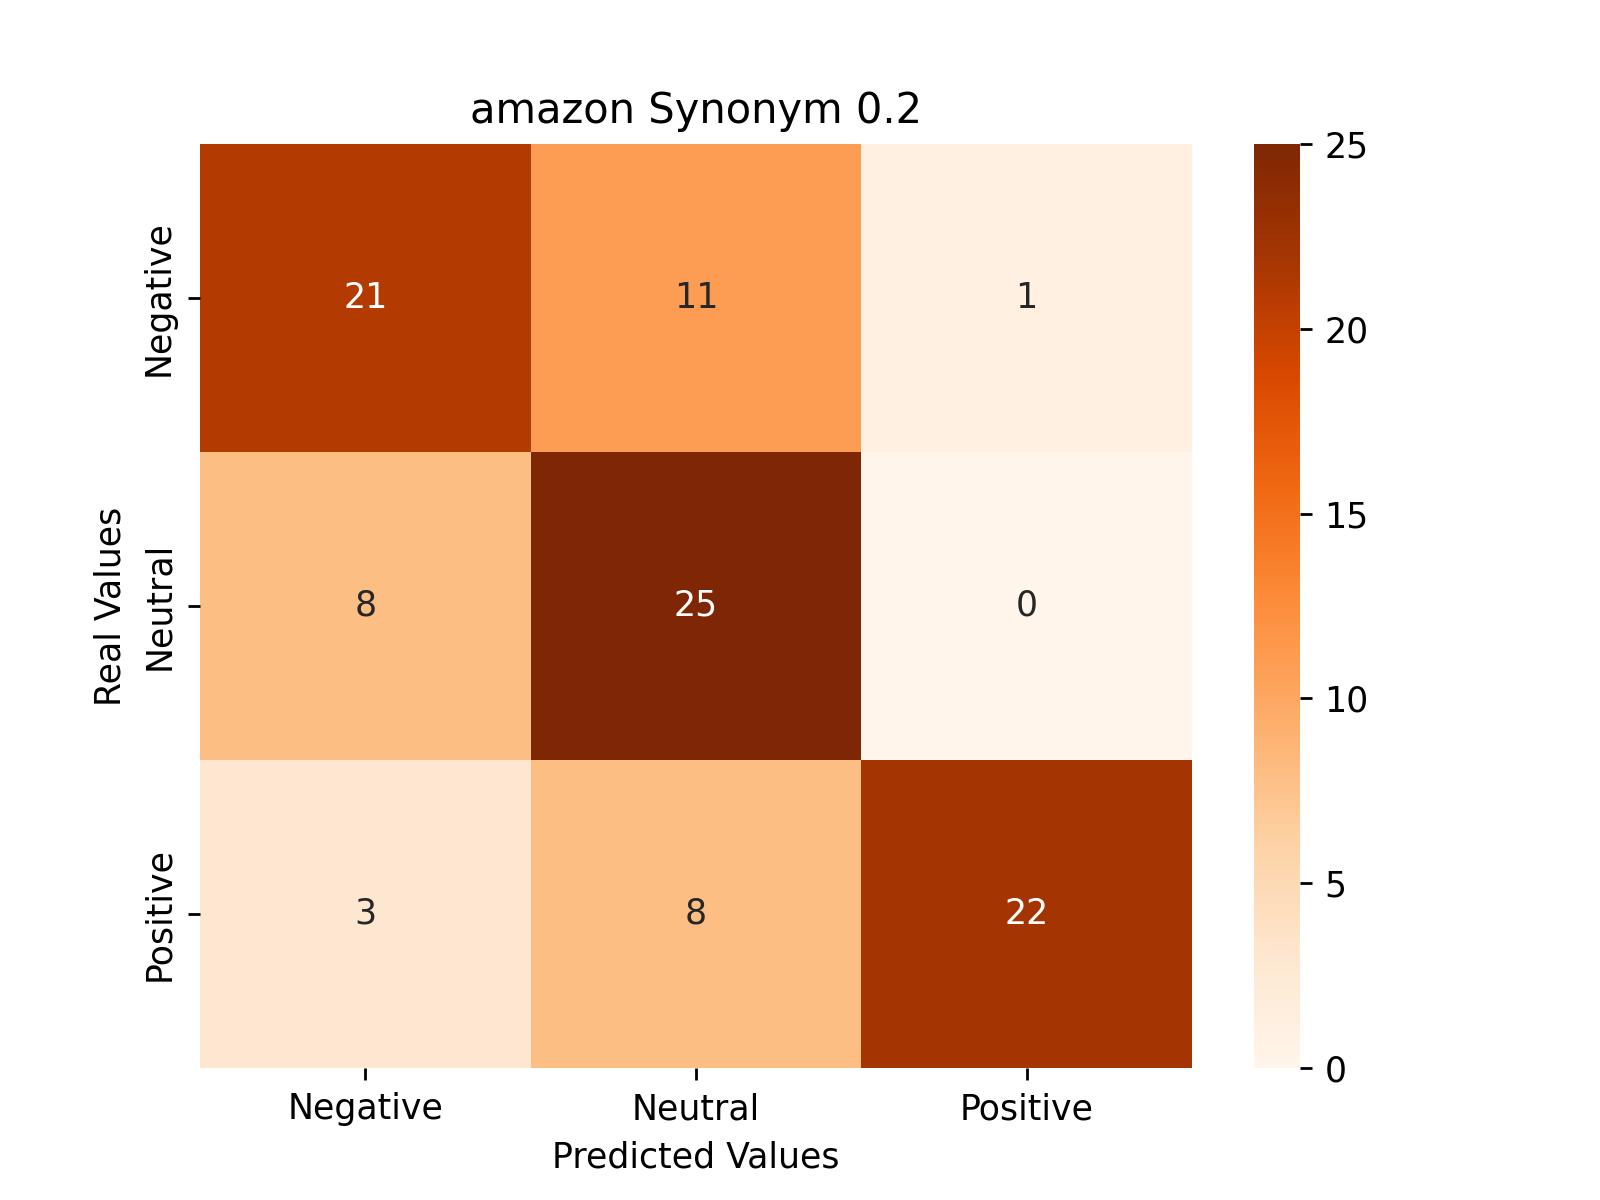 amazon Synonym 0.2
Real Values
Negative
21 11 1
Neutral
8 25 0
Positive
3 8 22
Negative Neutral Positive
Predicted Values
25
20
15
10
5
0